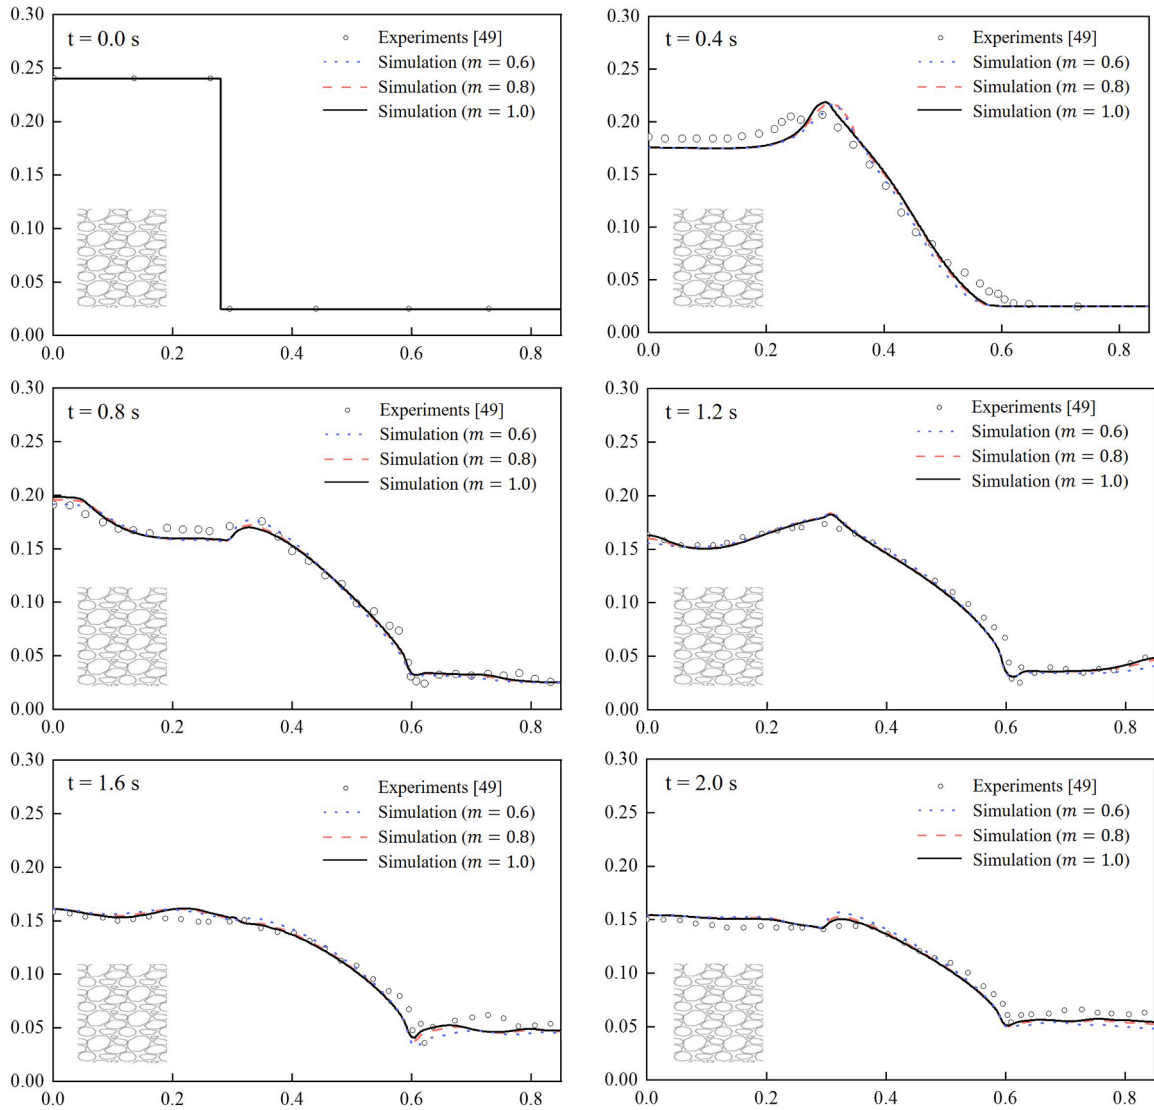 t = 0.0 s
Experiments [49]
Simulation (m = 0.6)
Simulation (m = 0.8)
Simulation (m = 1.0)
0.30
0.25
0.20
0.15
0.10
0.05
0.00
0.0 0.2 0.4 0.6 0.8
t = 0.4 s
Experiments [49]
Simulation (m = 0.6)
Simulation (m = 0.8)
Simulation (m = 1.0)
0.30
0.25
0.20
0.15
0.10
0.05
0.00
0.0 0.2 0.4 0.6 0.8
t = 0.8 s
Experiments [49]
Simulation (m = 0.6)
Simulation (m = 0.8)
Simulation (m = 1.0)
0.30
0.25
0.20
0.15
0.10
0.05
0.00
0.0 0.2 0.4 0.6 0.8
t = 1.2 s
Experiments [49]
Simulation (m = 0.6)
Simulation (m = 0.8)
Simulation (m = 1.0)
0.30
0.25
0.20
0.15
0.10
0.05
0.00
0.0 0.2 0.4 0.6 0.8
t = 1.6 s
Experiments [49]
Simulation (m = 0.6)
Simulation (m = 0.8)
Simulation (m = 1.0)
0.30
0.25
0.20
0.15
0.10
0.05
0.00
0.0 0.2 0.4 0.6 0.8
t = 2.0 s
Experiments [49]
Simulation (m = 0.6)
Simulation (m = 0.8)
Simulation (m = 1.0)
0.30
0.25
0.20
0.15
0.10
0.05
0.00
0.0 0.2 0.4 0.6 0.8